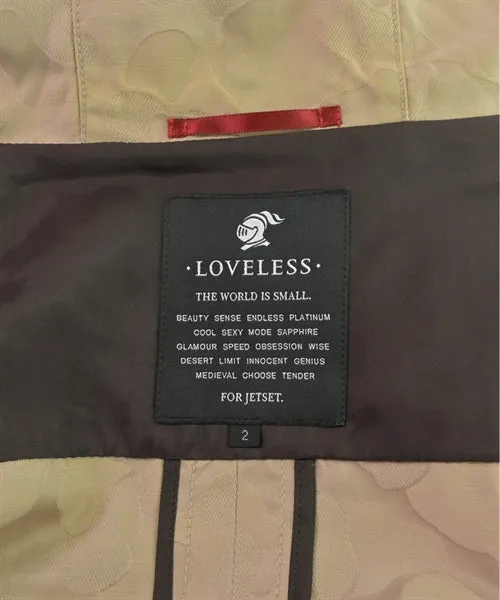 · LOVELESS ·
THE WORLD IS SMALL.
BEAUTY SENSE ENDLESS PLATINUM
COOL SEXY MODE SAPPHIRE
GLAMOUR SPEED OBSESSION WISE
DESERT LIMIT INNOCENT GENIUS
MEDIEVAL CHOOSE TENDER
FOR JETSET.
2